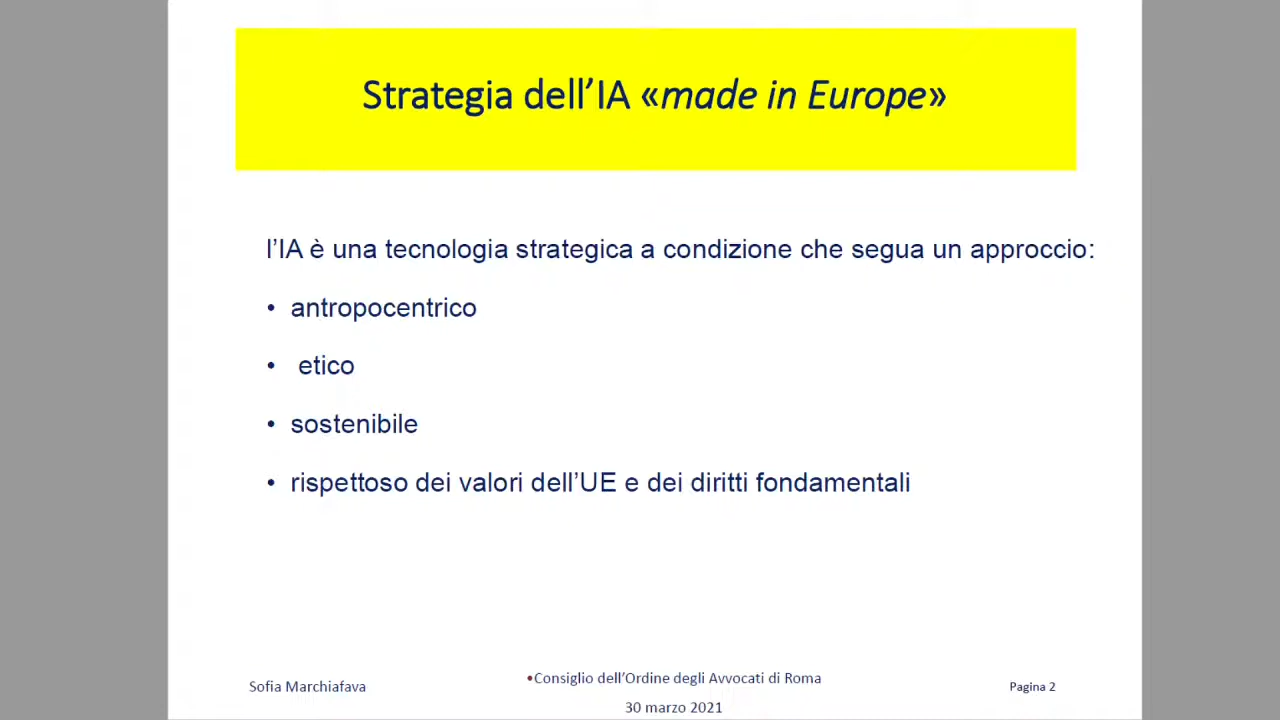 Strategia dell’IA «made in Europe»
l’IA è una tecnologia strategica a condizione che segua un approccio:
• antropocentrico
• etico
• sostenibile
• rispettoso dei valori dell’UE e dei diritti fondamentali
Sofia Marchiafava
•Consiglio dell’Ordine degli Avvocati di Roma
30 marzo 2021
Pagina 2